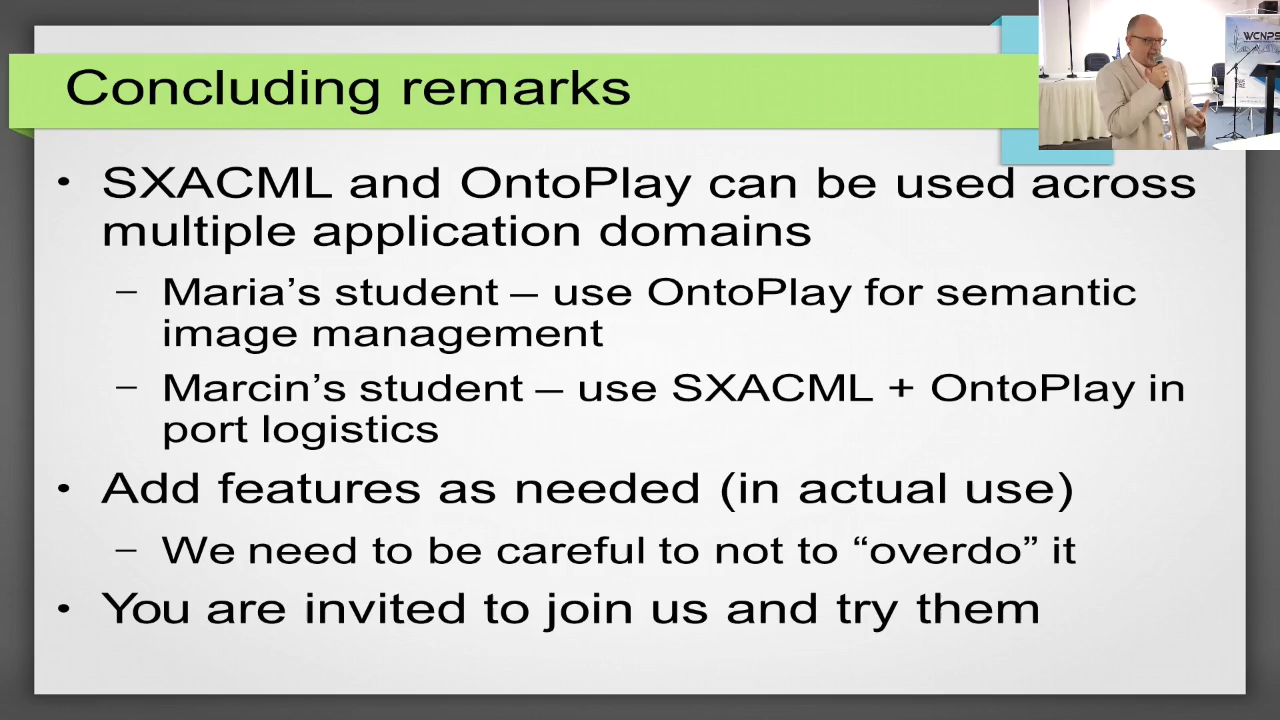 Concluding remarks
WCNPS
• SXACML and OntoPlay can be used across
multiple application domains
– Maria’s student – use OntoPlay for semantic
image management
– Marcin’s student – use SXACML + OntoPlay in
port logistics
• Add features as needed (in actual use)
– We need to be careful to not to “overdo” it
• You are invited to join us and try them